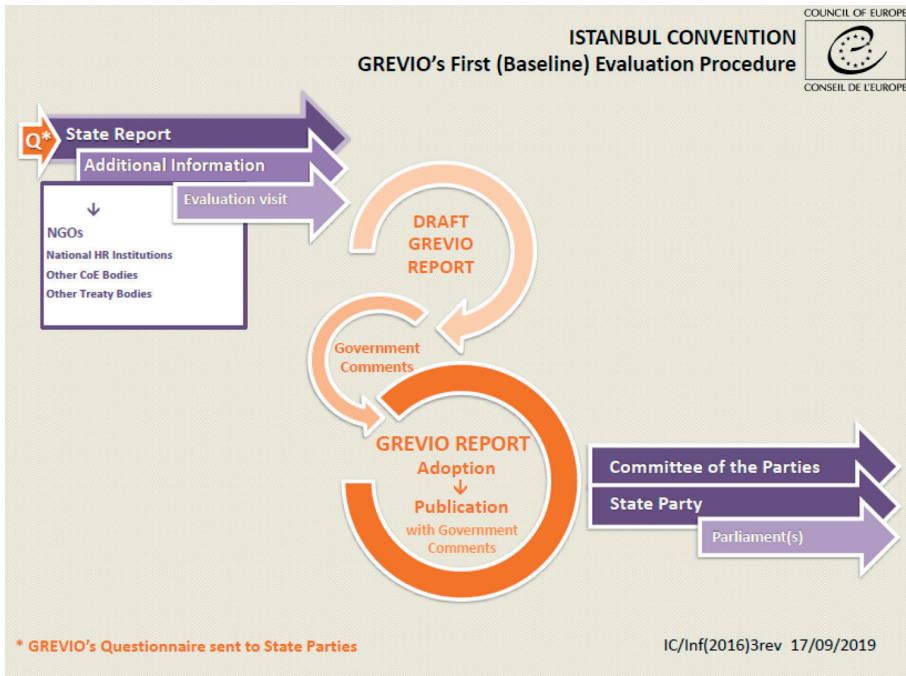 COUNCIL OF EUROPE
CONSEIL DE L'EUROPE
ISTANBUL CONVENTION
GREVIO's First (Baseline) Evaluation Procedure
Q*
State Report
Additional Information
Evaluation visit
↓
NGOs
National HR Institutions
Other CoE Bodies
Other Treaty Bodies
DRAFT
GREVIO
REPORT
Government
Comments
GREVIO REPORT
Adoption
↓
Publication
with Government
Comments
Committee of the Parties
State Party
Parliament(s)
* GREVIO's Questionnaire sent to State Parties
IC/Inf(2016)3rev 17/09/2019